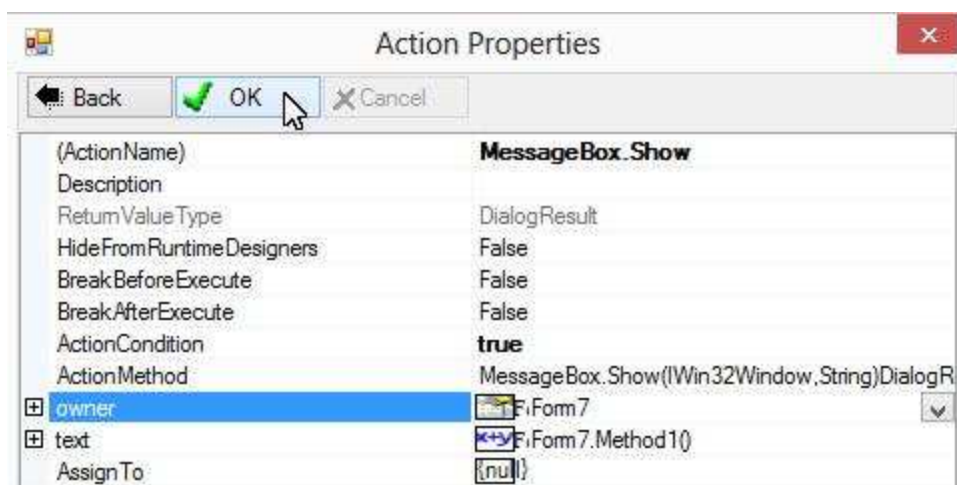 Action Properties
Back OK Cancel
(ActionName) MessageBox.Show
Description
ReturnValueType DialogResult
HideFromRuntimeDesigners False
BreakBeforeExecute False
BreakAfterExecute False
ActionCondition true
ActionMethod MessageBox.Show(IWin32Window,String)DialogR
owner Form7
text x+y Form7.Method1()
AssignTo {null}